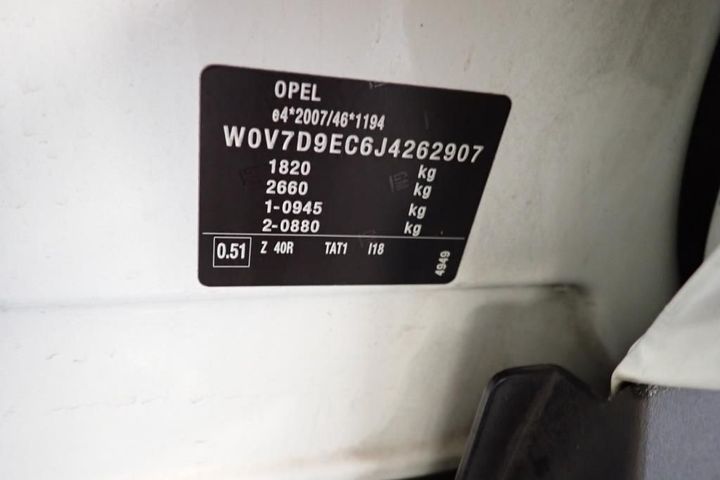 OPEL
e4*2007/46*1194
W0V7D9EC6J4262907
1820 kg
2660 kg
1-0945 kg
2-0880 kg
0.51 Z 40R TAT1 I18 4949